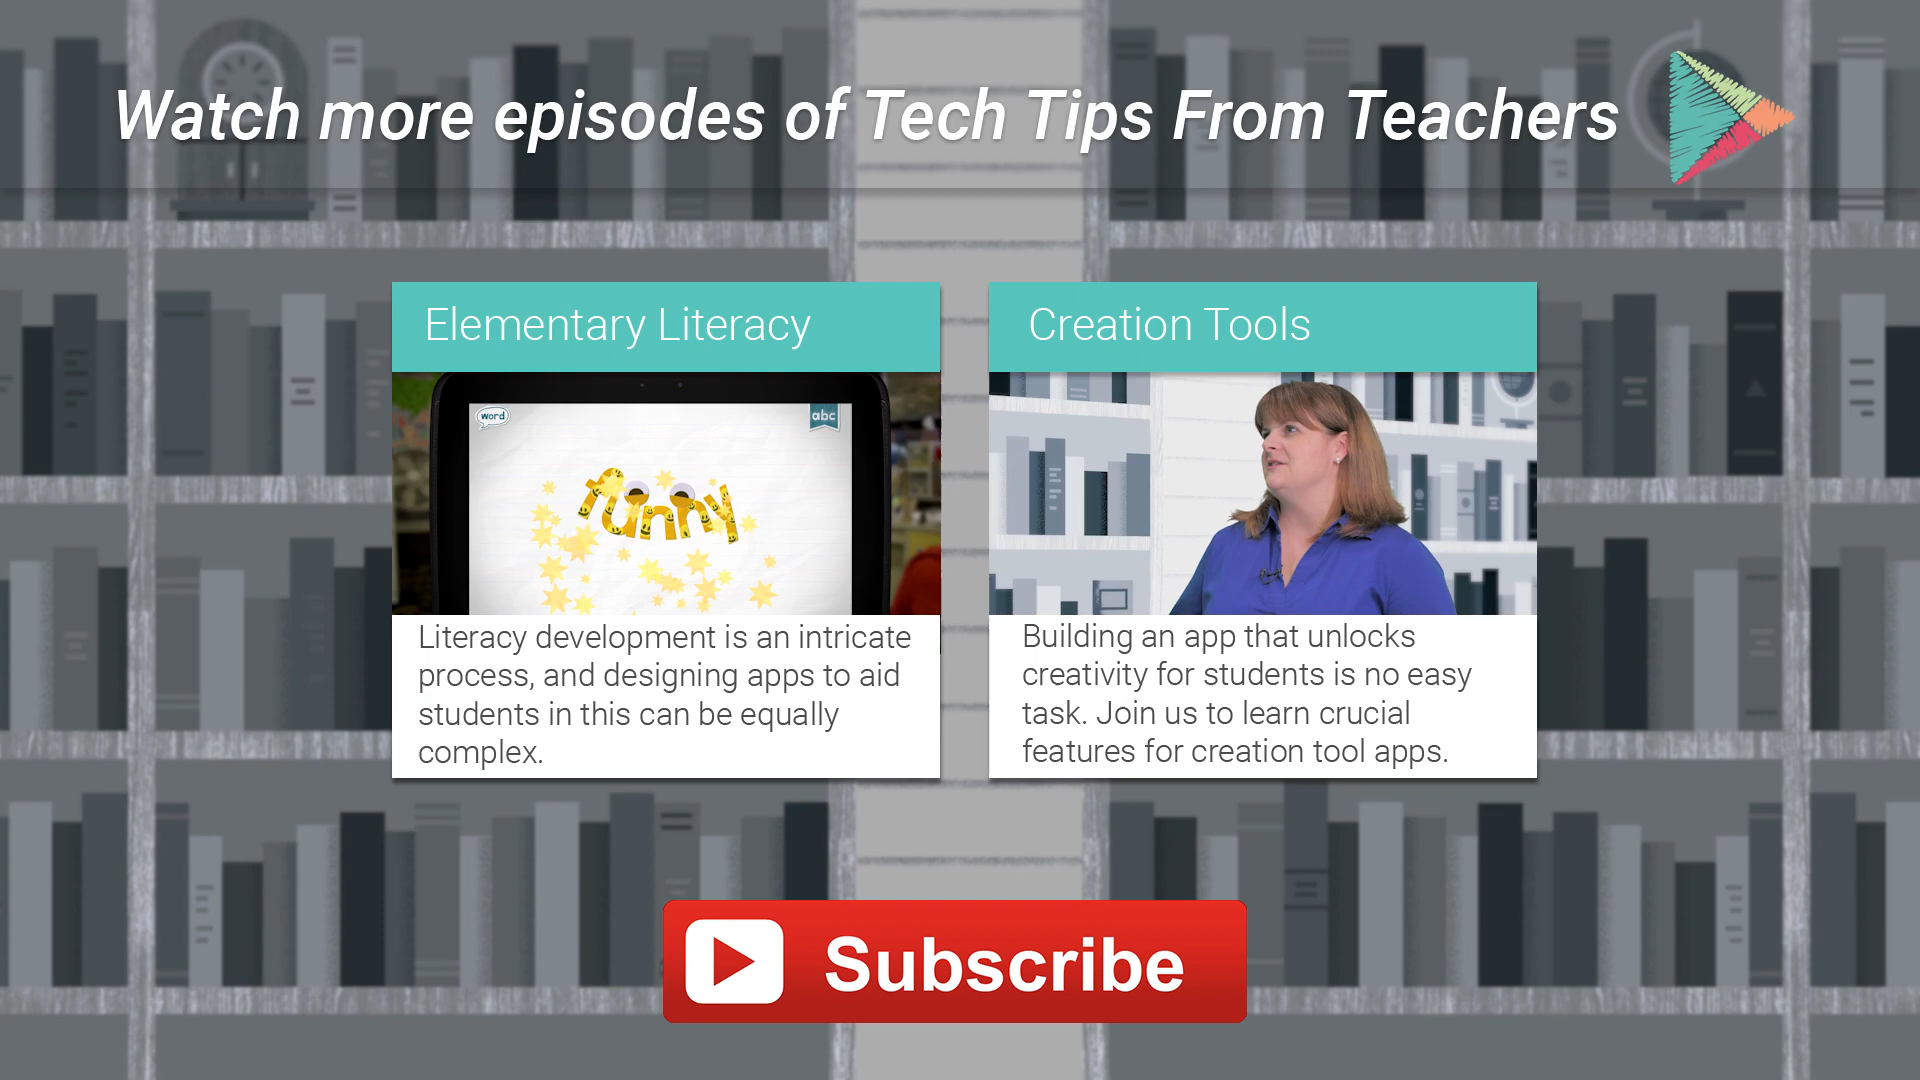 Watch more episodes of Tech Tips From Teachers
Elementary Literacy
word
abc
funny
Literacy development is an intricate
process, and designing apps to aid
students in this can be equally
complex.
Creation Tools
Building an app that unlocks
creativity for students is no easy
task. Join us to learn crucial
features for creation tool apps.
Subscribe